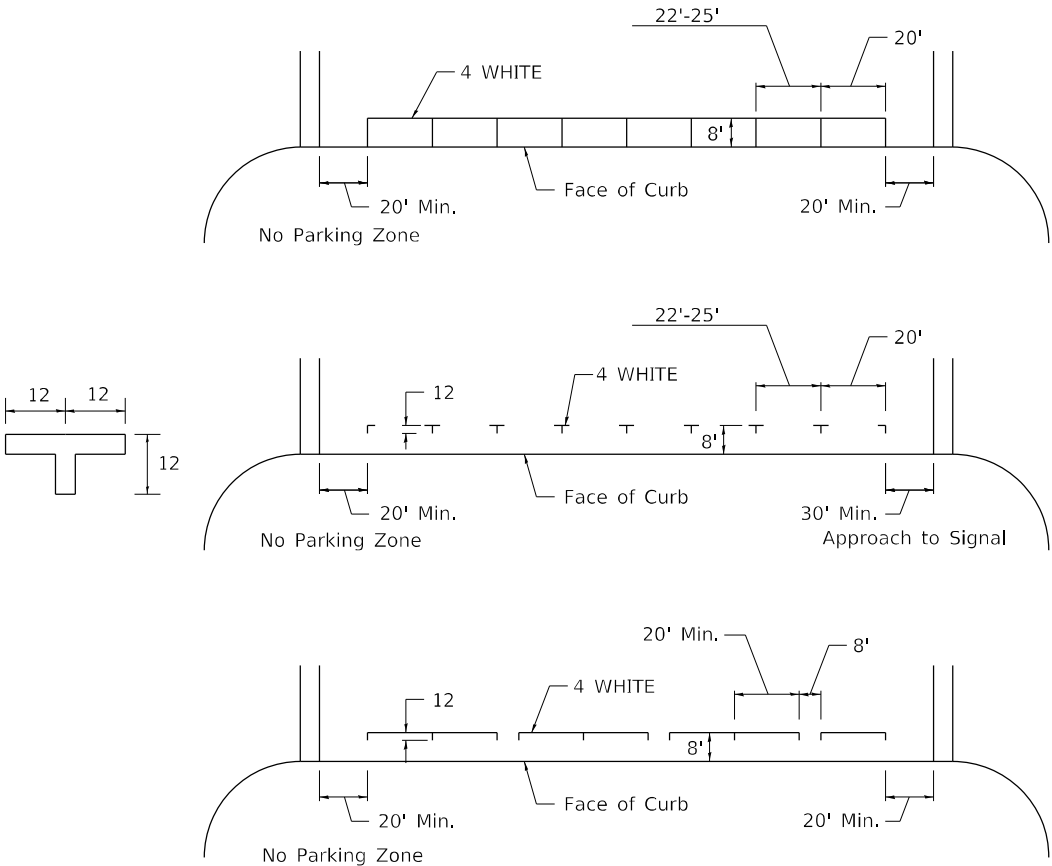 22'-25'
20'
4 WHITE
8'
Face of Curb
20' Min.
20' Min.
No Parking Zone
22'-25'
20'
4 WHITE
12
12
12
12
8'
Face of Curb
20' Min.
30' Min.
No Parking Zone
Approach to Signal
20' Min.
8'
4 WHITE
12
8'
Face of Curb
20' Min.
20' Min.
No Parking Zone